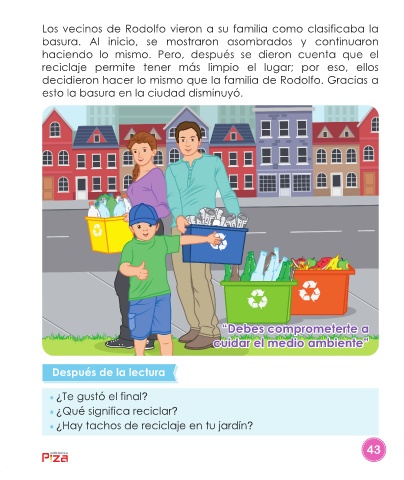 Los vecinos de Rodolfo vieron a su familia como clasificaba la
basura. Al inicio, se mostraron asombrados y continuaron
haciendo lo mismo. Pero, después se dieron cuenta que el
reciclaje permite tener más limpio el lugar; por eso, ellos
decidieron hacer lo mismo que la familia de Rodolfo. Gracias a
esto la basura en la ciudad disminuyó.
"Debes comprometerte a
cuidar el medio ambiente"
Después de la lectura
¿Te gustó el final?
¿Qué significa reciclar?
¿Hay tachos de reciclaje en tu jardín?
43